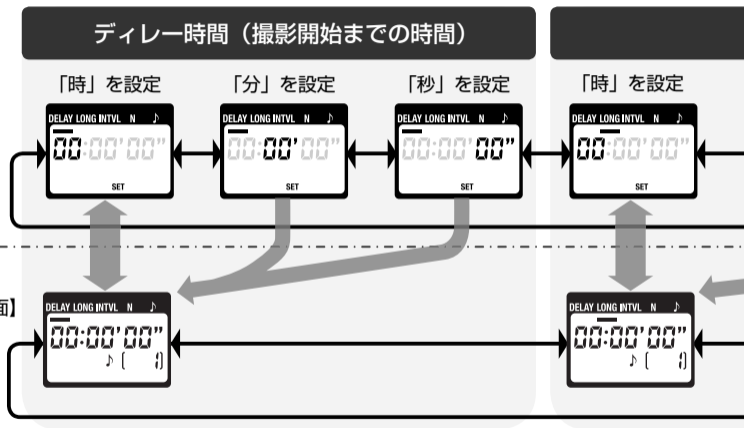 ディレー時間（撮影開始までの時間）
「時」を設定
「分」を設定
「秒」を設定
「時」を設定
DELAY LONG INTVL N ♪
00:00'00"
SET
DELAY LONG INTVL N ♪
00:00'00"
SET
DELAY LONG INTVL N ♪
00:00'00"
SET
DELAY LONG INTVL N ♪
00:00'00"
SET
面】
DELAY LONG INTVL N ♪
00:00'00"
♪ [ 1]
DELAY LONG INTVL N ♪
00:00'00"
♪ [ 1]